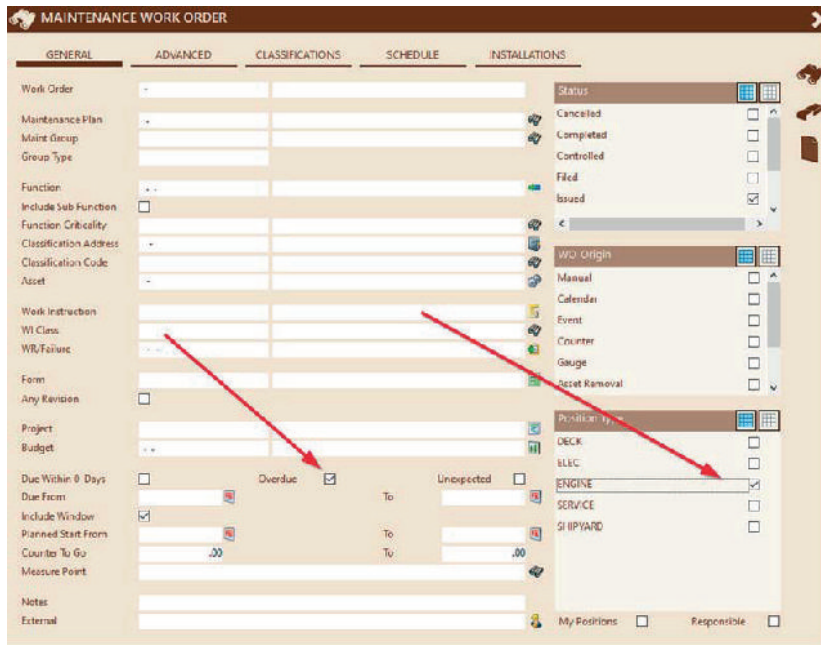 MAINTENANCE WORK ORDER
GENERAL ADVANCED CLASSIFICATIONS SCHEDULE INSTALLATIONS
Work Order
Maintenance Plan
Maint Group
Group Type
Function
Include Sub Function
Function Criticality
Classification Address
Classification Code
Asset
Work Instruction
WI Class
WR/Failure
Form
Any Revision
Project
Budget
Due Within 0 Days Overdue Unexpected
Due From To
Include Window
Planned Start From To
Counter To Go .00 To .00
Measure Point
Notes
External
Status
Cancelled
Completed
Controlled
Filed
Issued
WO Origin
Manual
Calendar
Event
Counter
Gauge
Asset Removal
Position Type
DECK
ELEC
ENGINE
SERVICE
SHIPYARD
My Positions Responsible